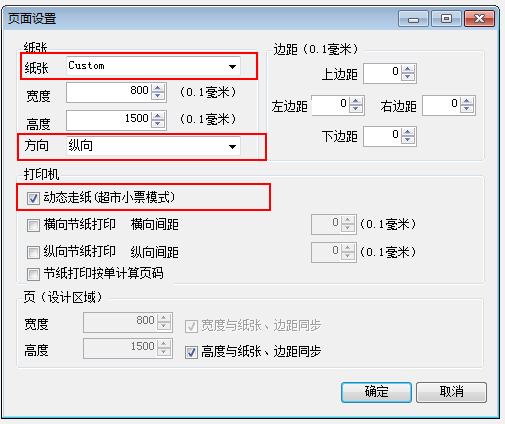 页面设置
纸张
纸张 Custom
宽度 800 (0.1毫米)
高度 1500 (0.1毫米)
方向 纵向
边距 (0.1毫米)
上边距 0
左边距 0 右边距 0
下边距 0
打印机
动态走纸(超市小票模式)
横向节纸打印 横向间距 0 (0.1毫米)
纵向节纸打印 纵向间距 0 (0.1毫米)
节纸打印按单计算页码
页 (设计区域)
宽度 800 宽度与纸张、边距同步
高度 1500 高度与纸张、边距同步
确定 取消